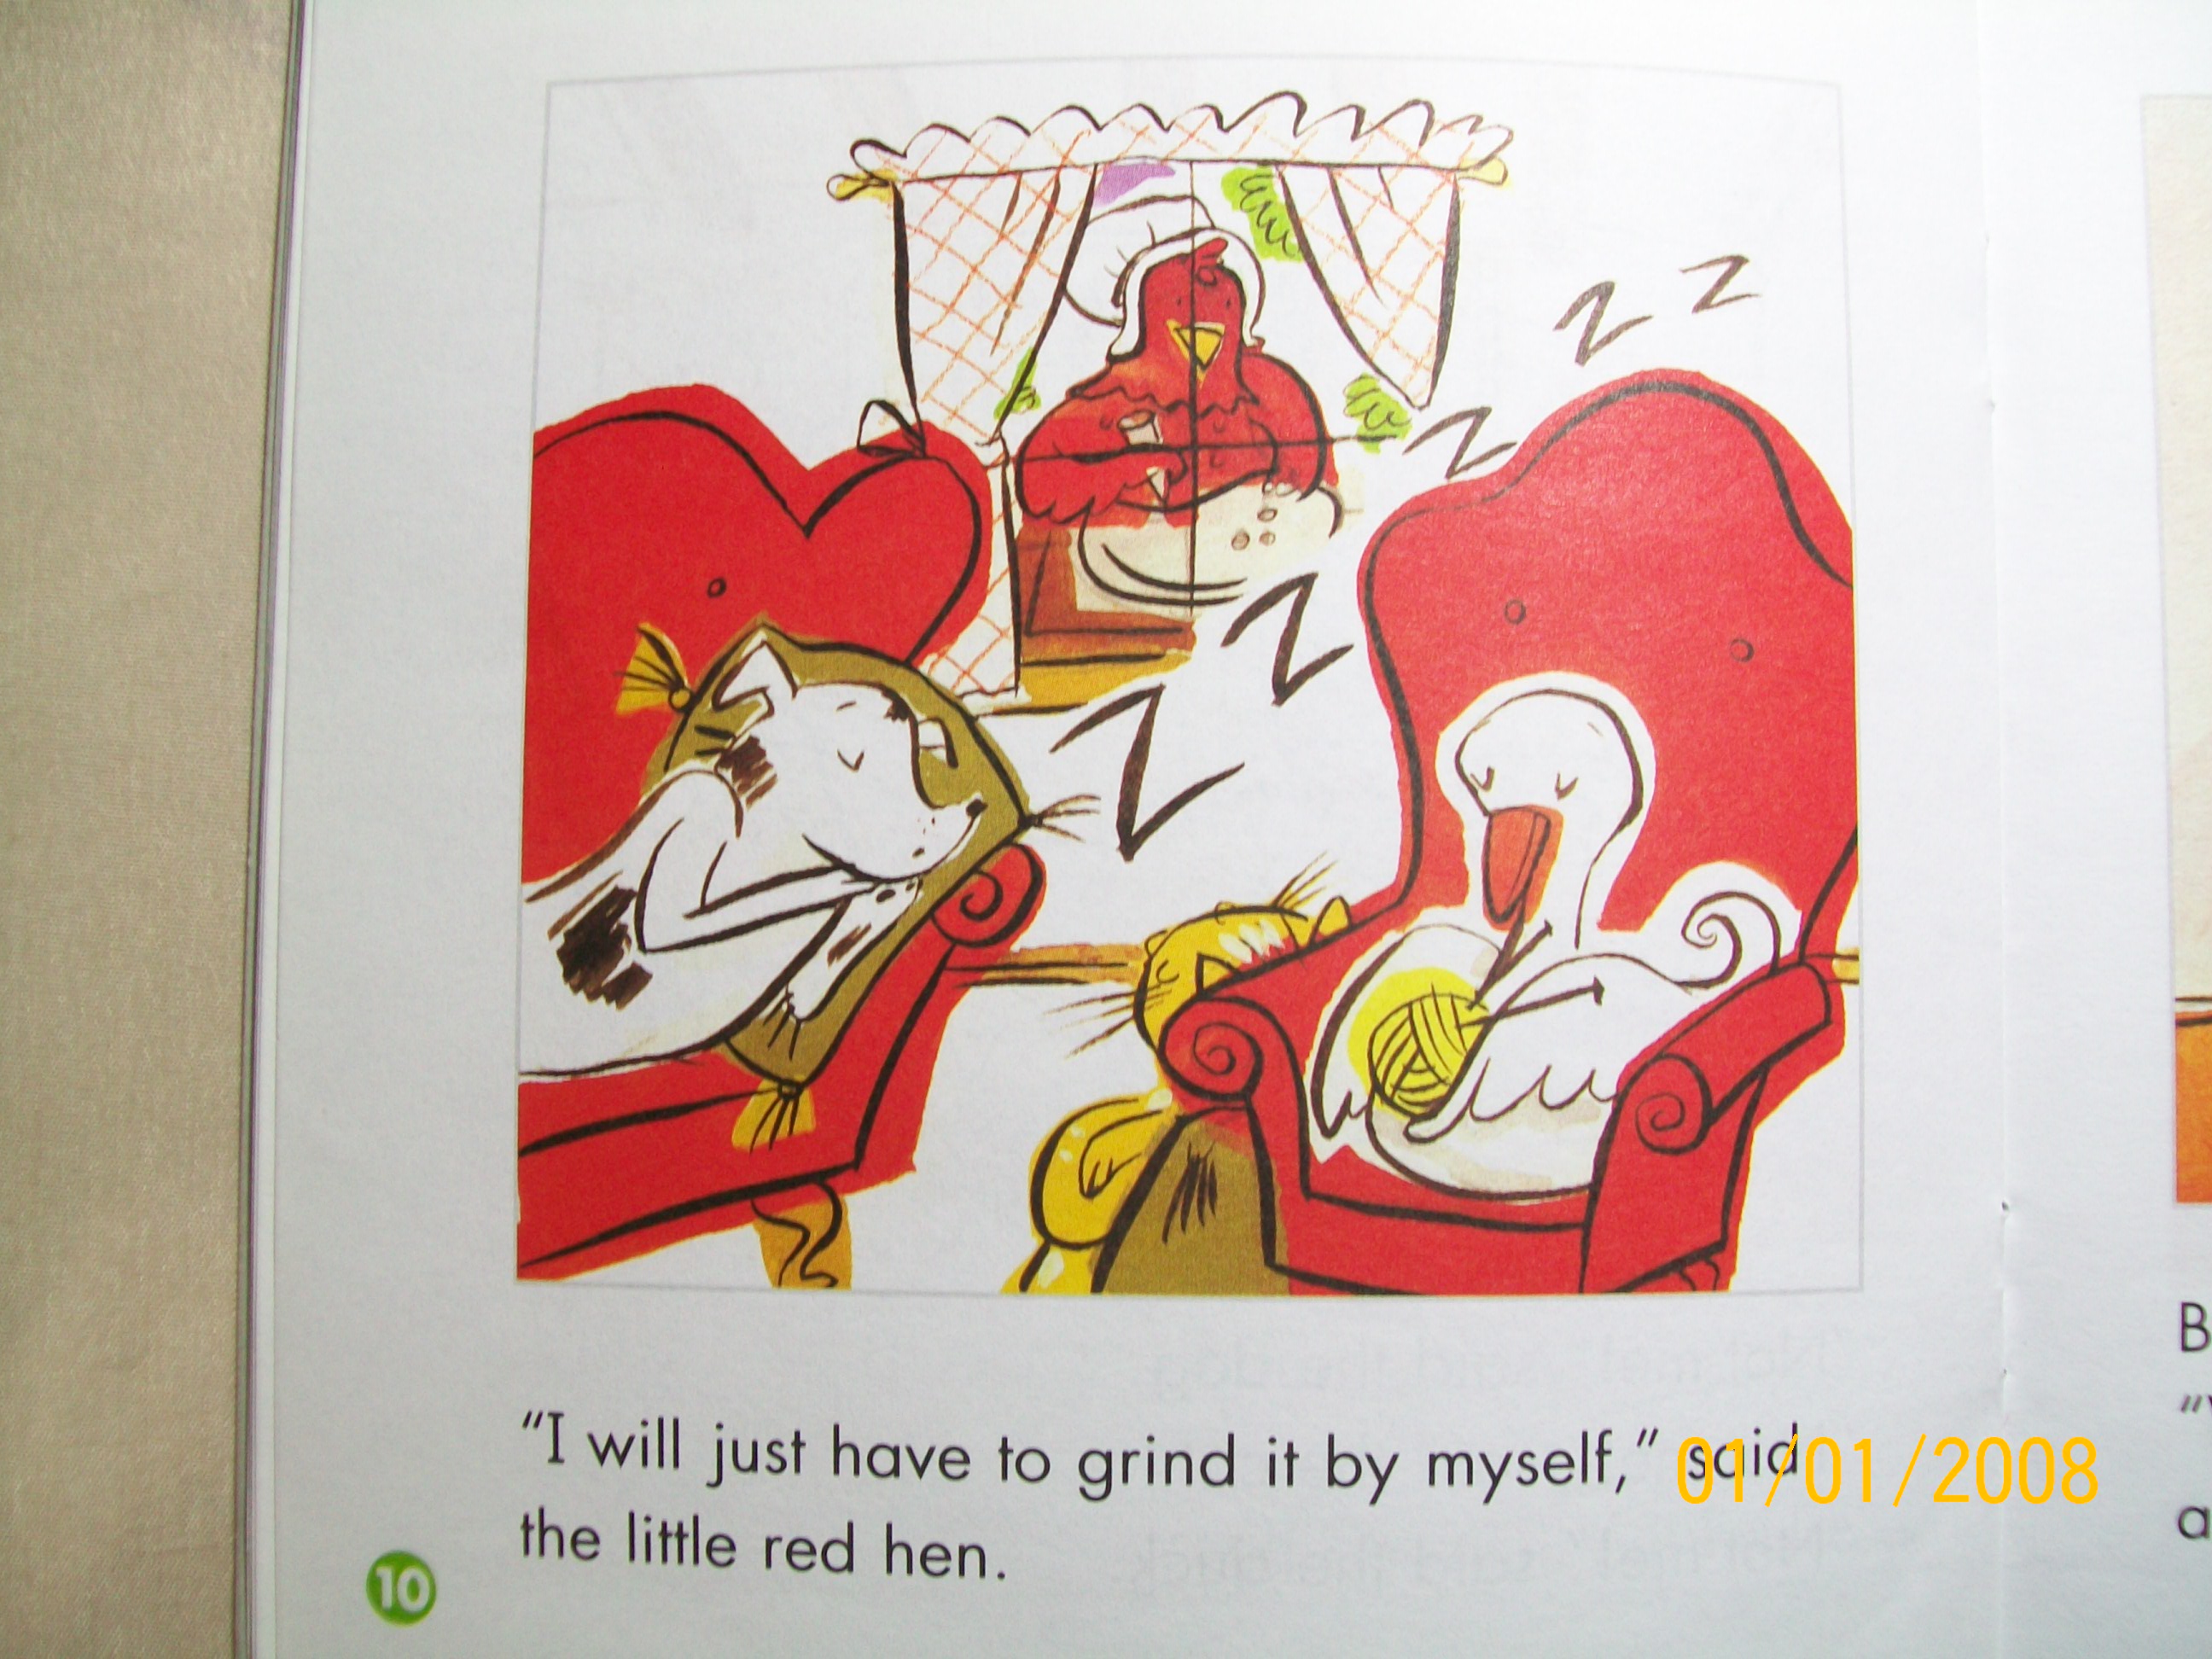 z z
z
z
z
"I will just have to grind it by myself," said
the little red hen.
10
01/01/2008
B
a